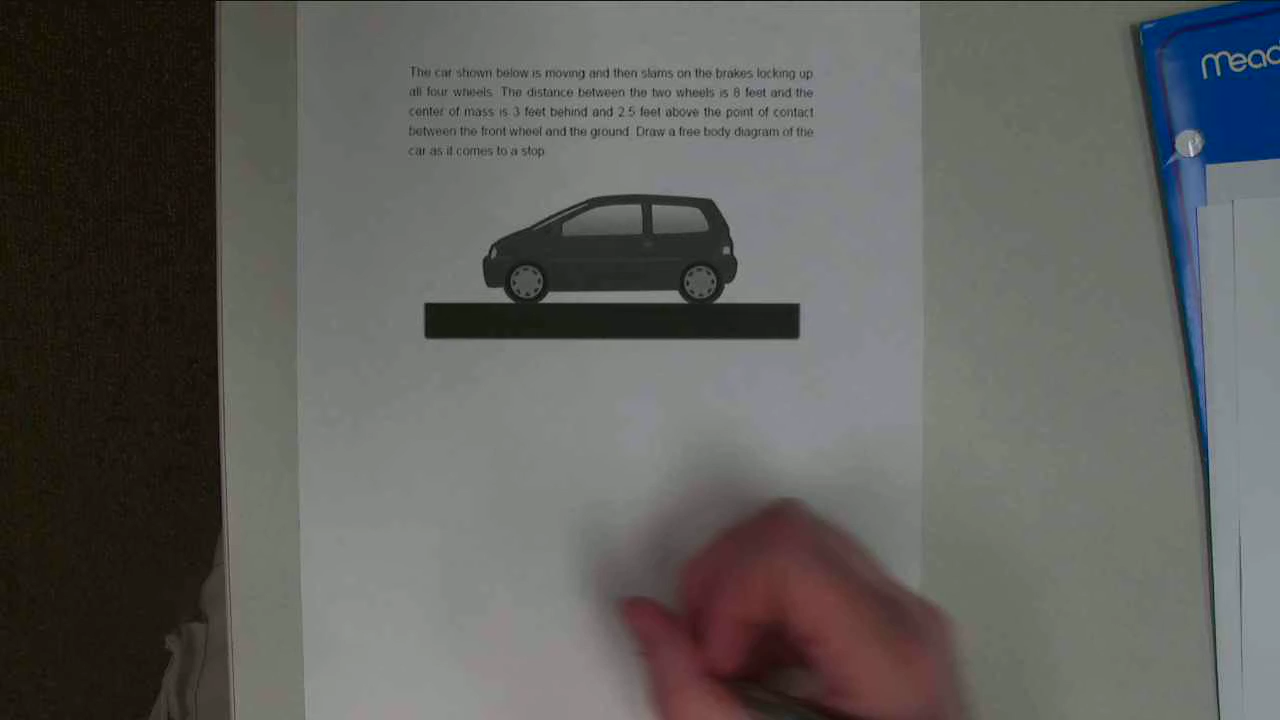 The car shown below is moving and then slams on the brakes locking up
all four wheels. The distance between the two wheels is 8 feet and the
center of mass is 3 feet behind and 2.5 feet above the point of contact
between the front wheel and the ground. Draw a free body diagram of the
car as it comes to a stop.
Mead